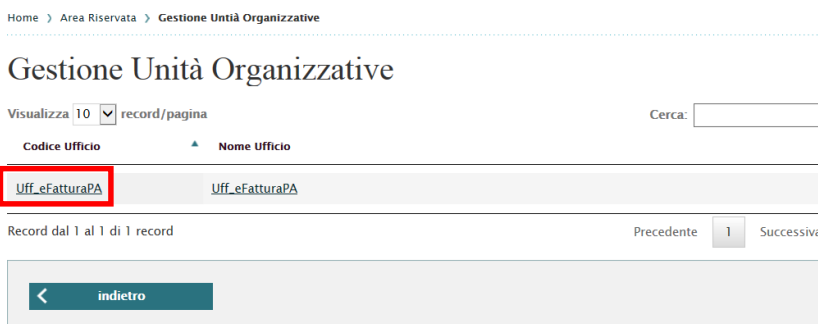 Home > Area Riservata > Gestione Untià Organizzative
Gestione Unità Organizzative
Visualizza 10 record/pagina Cerca:
Codice Ufficio Nome Ufficio
Uff_eFatturaPA Uff_eFatturaPA
Record dal 1 al 1 di 1 record Precedente 1 Successiva
indietro